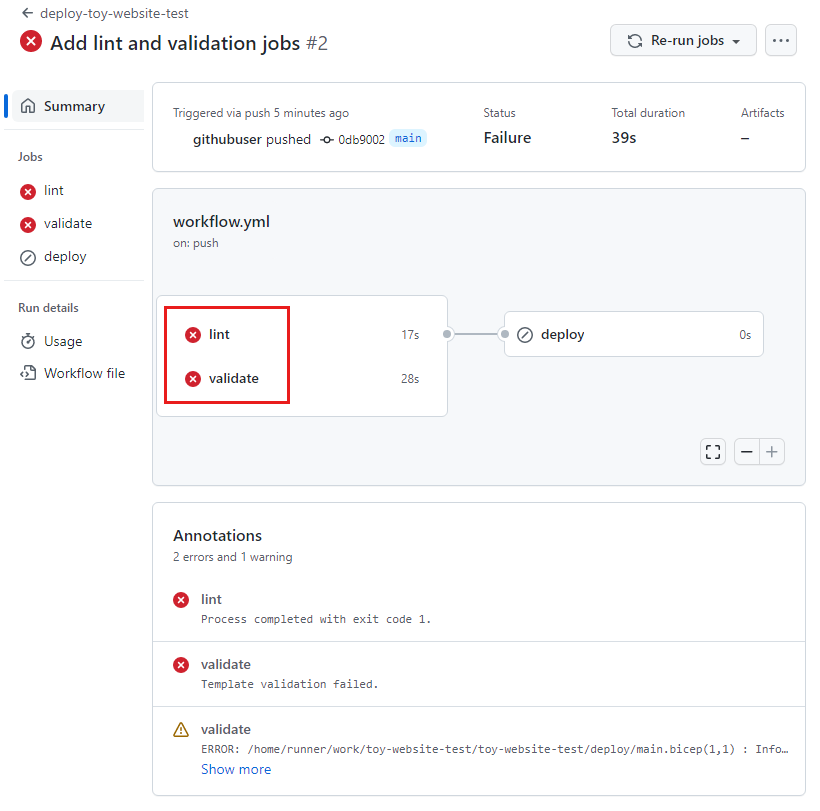 ← deploy-toy-website-test
Add lint and validation jobs #2
Re-run jobs
Summary
Jobs
lint
validate
deploy
Run details
Usage
Workflow file
Triggered via push 5 minutes ago
githubuser pushed 0db9002 main
Status
Failure
Total duration
39s
Artifacts
–
workflow.yml
on: push
lint 17s
validate 28s
deploy 0s
Annotations
2 errors and 1 warning
lint
Process completed with exit code 1.
validate
Template validation failed.
validate
ERROR: /home/runner/work/toy-website-test/toy-website-test/deploy/main.bicep(1,1) : Info…
Show more